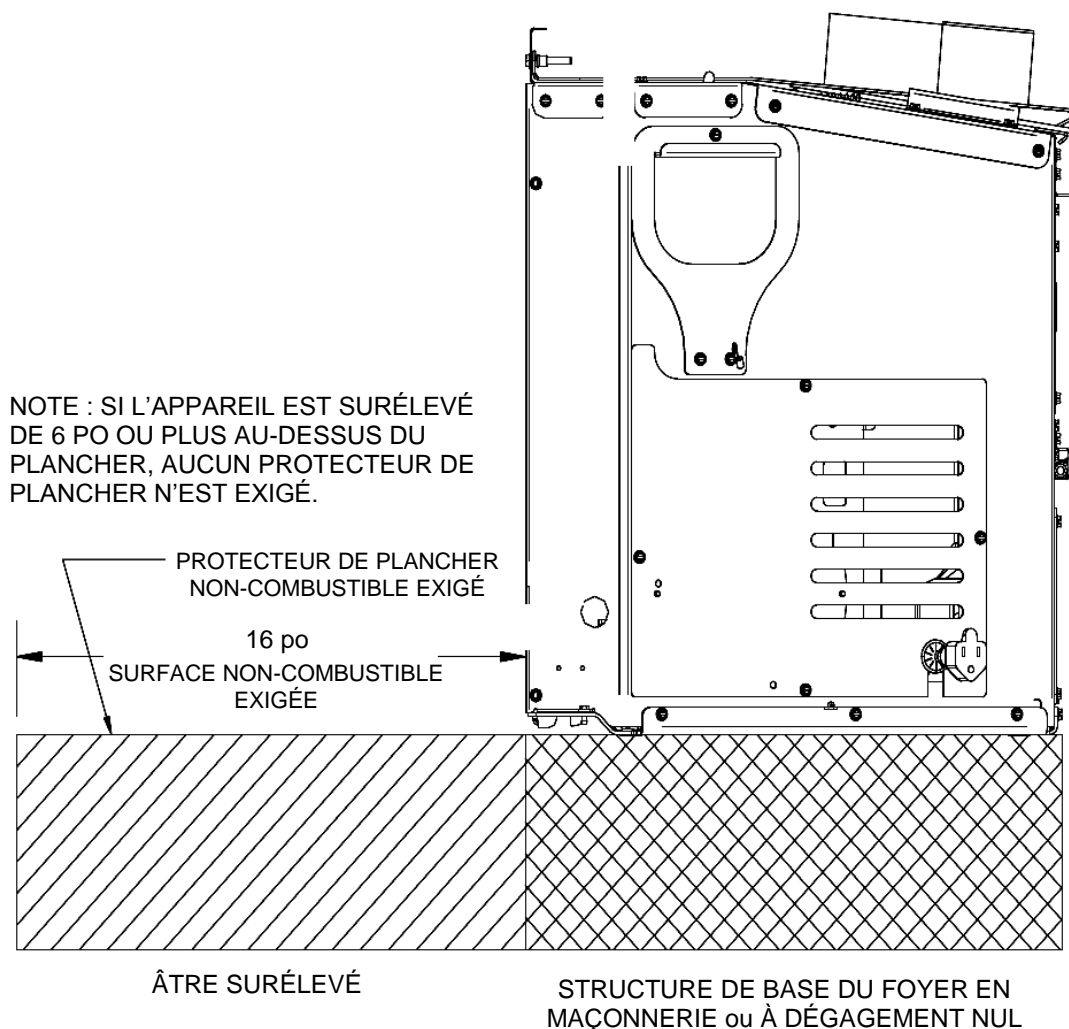 NOTE : SI L'APPAREIL EST SURÉLEVÉ
DE 6 PO OU PLUS AU-DESSUS DU
PLANCHER, AUCUN PROTECTEUR DE
PLANCHER N'EST EXIGÉ.
PROTECTEUR DE PLANCHER
NON-COMBUSTIBLE EXIGÉ
16 po
SURFACE NON-COMBUSTIBLE
EXIGÉE
ÂTRE SURÉLEVÉ
STRUCTURE DE BASE DU FOYER EN
MAÇONNERIE ou À DÉGAGEMENT NUL